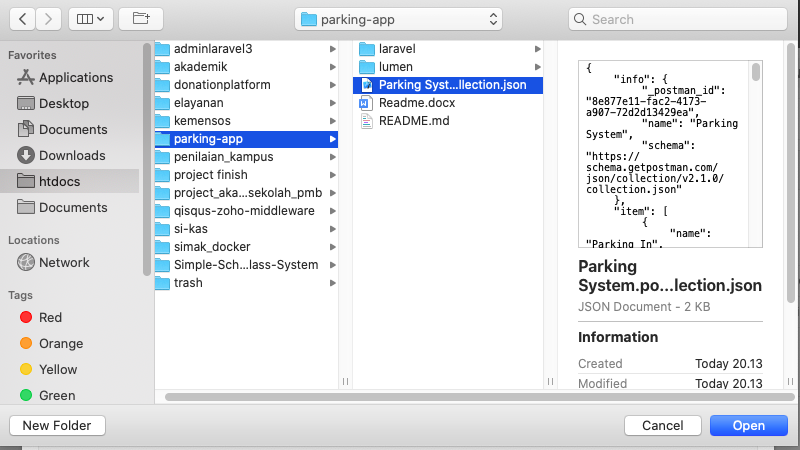 parking-app
Search
Favorites
Applications
Desktop
Documents
Downloads
htdocs
Documents
Locations
Network
Tags
Red
Orange
Yellow
Green
adminlaravel3
akademik
donationplatform
elayanan
kemensos
parking-app
penilaian_kampus
project finish
project_aka...sekolah_pmb
qisqus-zoho-middleware
si-kas
simak_docker
Simple-Sch...lass-System
trash
laravel
lumen
Parking Syst...llection.json
Readme.docx
README.md
{
"info": {
"_postman_id":
"8e877e11-fac2-4173-
a907-72d2d13429ea",
"name": "Parking
System",
"schema":
"https://
schema.getpostman.com/
json/collection/v2.1.0/
collection.json"
},
"item": [
{
"name":
"Parking In",
Parking
System.po...lection.json
JSON Document - 2 KB
Information
Created Today 20.13
Modified Today 20.13
New Folder
Cancel
Open